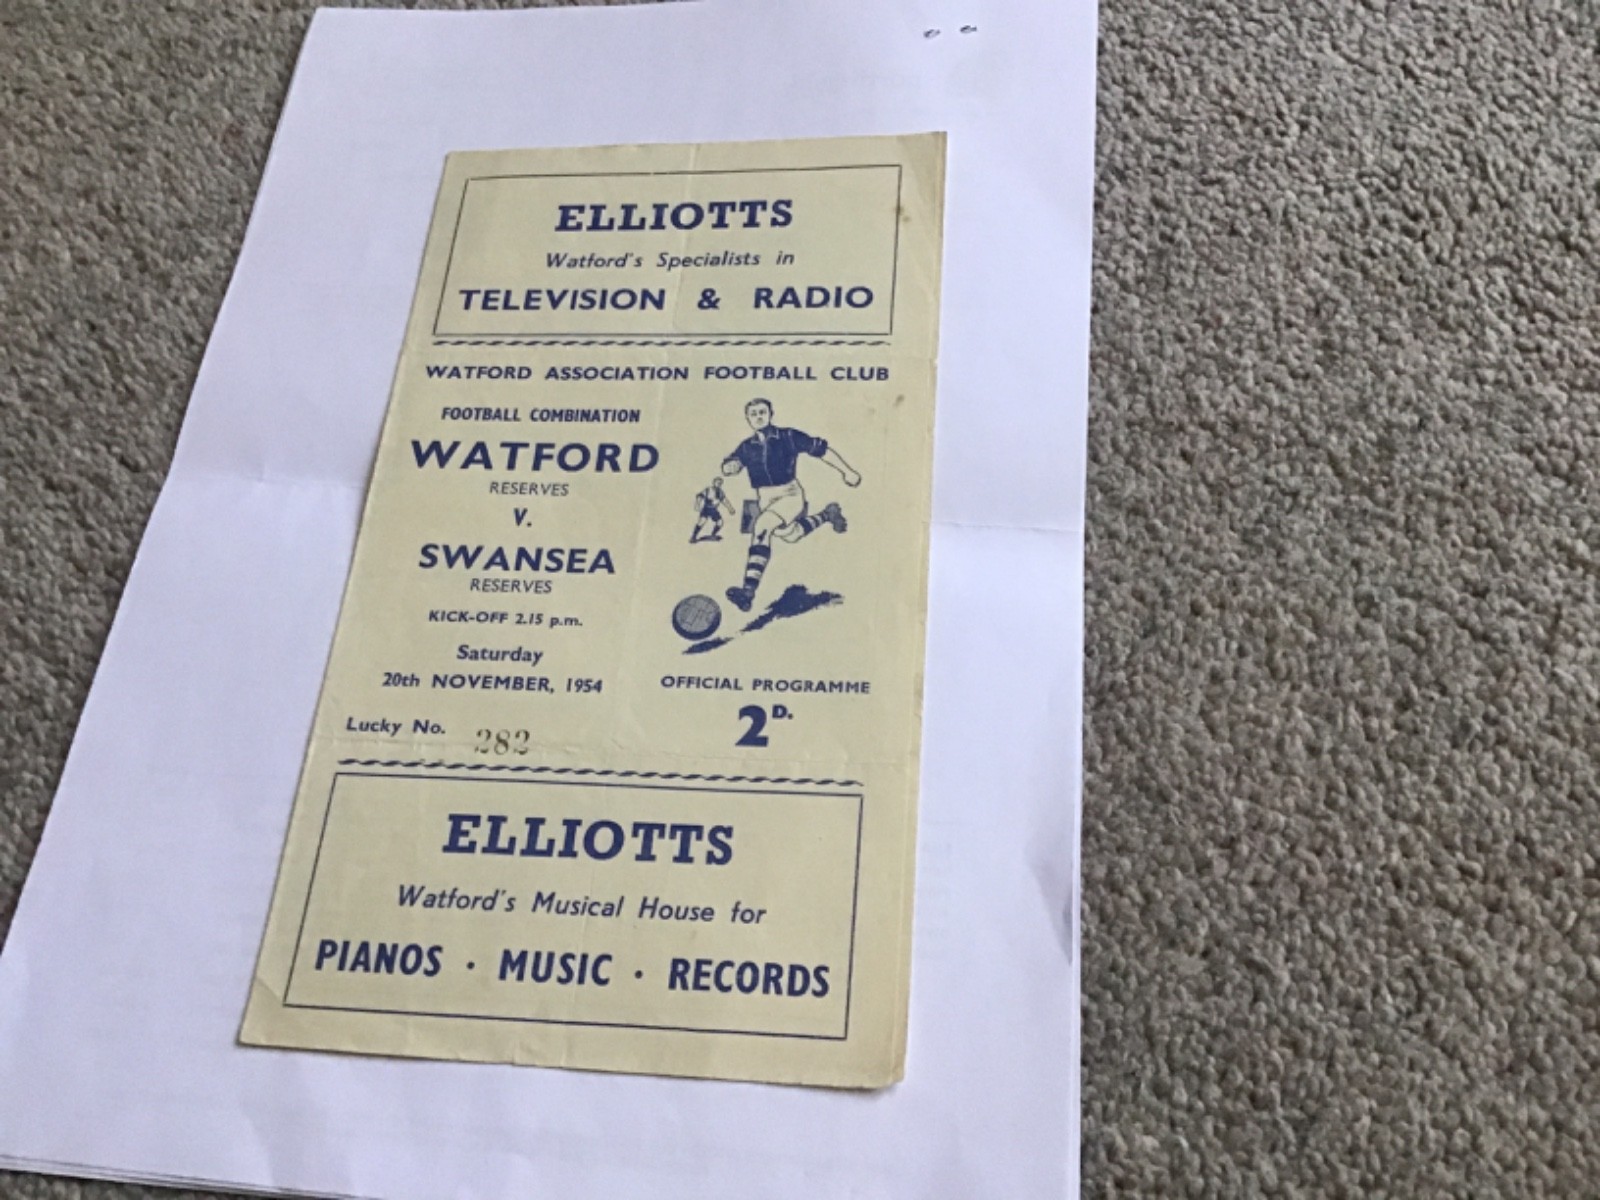 ELLIOTTS
Watford's Specialists in
TELEVISION & RADIO
WATFORD ASSOCIATION FOOTBALL CLUB
FOOTBALL COMBINATION
WATFORD
RESERVES
V.
SWANSEA
RESERVES
KICK-OFF 2.15 p.m.
Saturday
20th NOVEMBER, 1954
Lucky No. 282
OFFICIAL PROGRAMME
2D.
ELLIOTTS
Watford's Musical House for
PIANOS · MUSIC · RECORDS